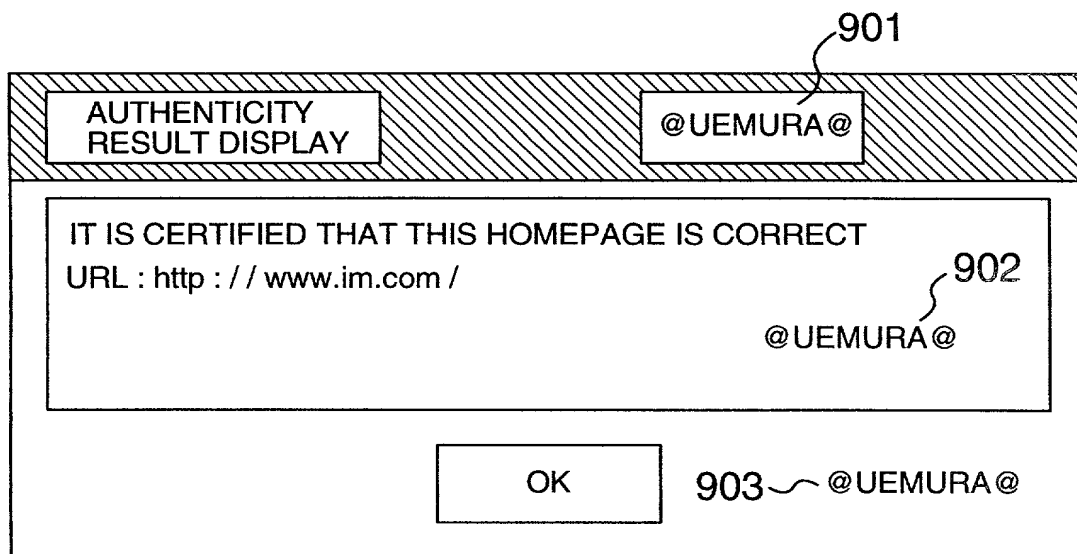 901
AUTHENTICITY
RESULT DISPLAY
@UEMURA@
IT IS CERTIFIED THAT THIS HOMEPAGE IS CORRECT
URL : http : / / www.im.com /
902
@UEMURA@
OK
903 @UEMURA@